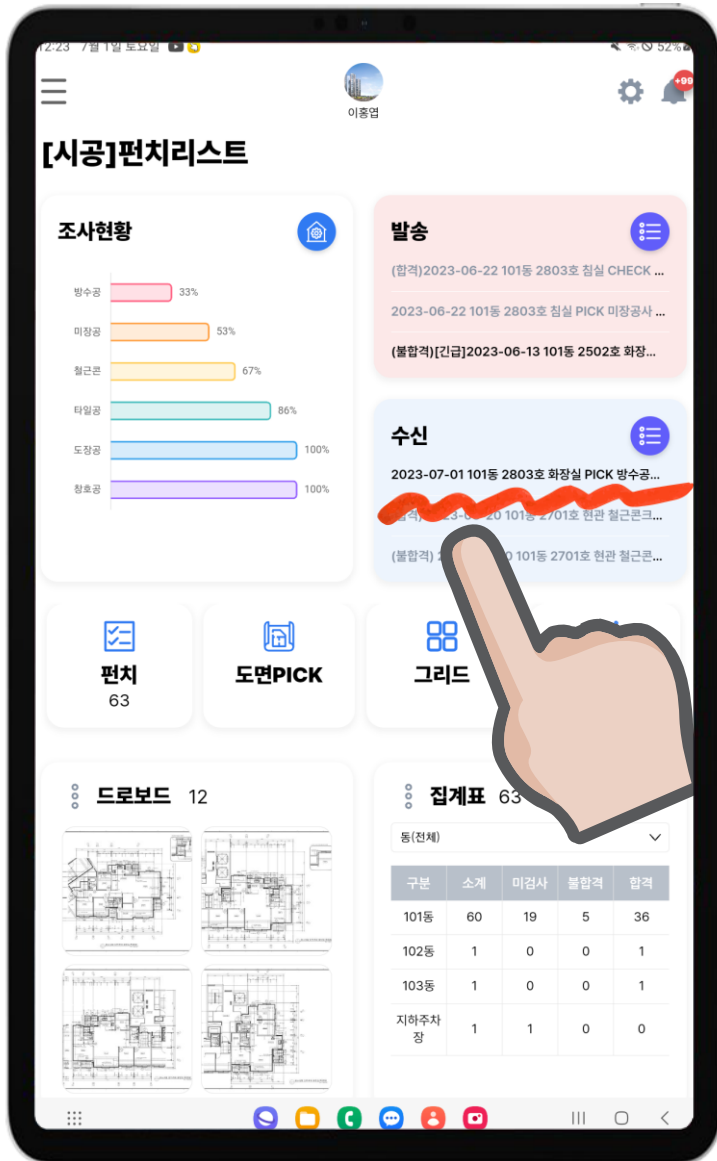 12:23 7월 1일 토요일
52%
+99
이홍엽
[시공]펀치리스트
조사현황
방수공 33%
미장공 53%
철근콘 67%
타일공 86%
도장공 100%
창호공 100%
발송
(합격)2023-06-22 101동 2803호 침실 CHECK ...
2023-06-22 101동 2803호 침실 PICK 미장공사 ...
(불합격)[긴급]2023-06-13 101동 2502호 화장...
수신
2023-07-01 101동 2803호 화장실 PICK 방수공...
101동 2701호 현관 철근콘크...
(불합격) 101동 2701호 현관 철근콘...
펀치
63
도면PICK
그리드
드로보드 12
집계표 63
동(전체)
구분 소계 미검사 불합격 합격
101동 60 19 5 36
102동 1 0 0 1
103동 1 0 0 1
지하주차
장 1 1 0 0